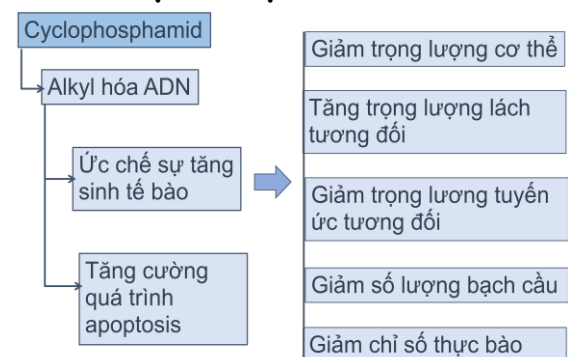 Cyclophosphamid
Alkyl hóa ADN
Ức chế sự tăng
sinh tế bào
Tăng cường
quá trình
apoptosis
Giảm trọng lượng cơ thể
Tăng trọng lượng lách
tương đối
Giảm trọng lương tuyến
ức tương đối
Giảm số lượng bạch cầu
Giảm chỉ số thực bào